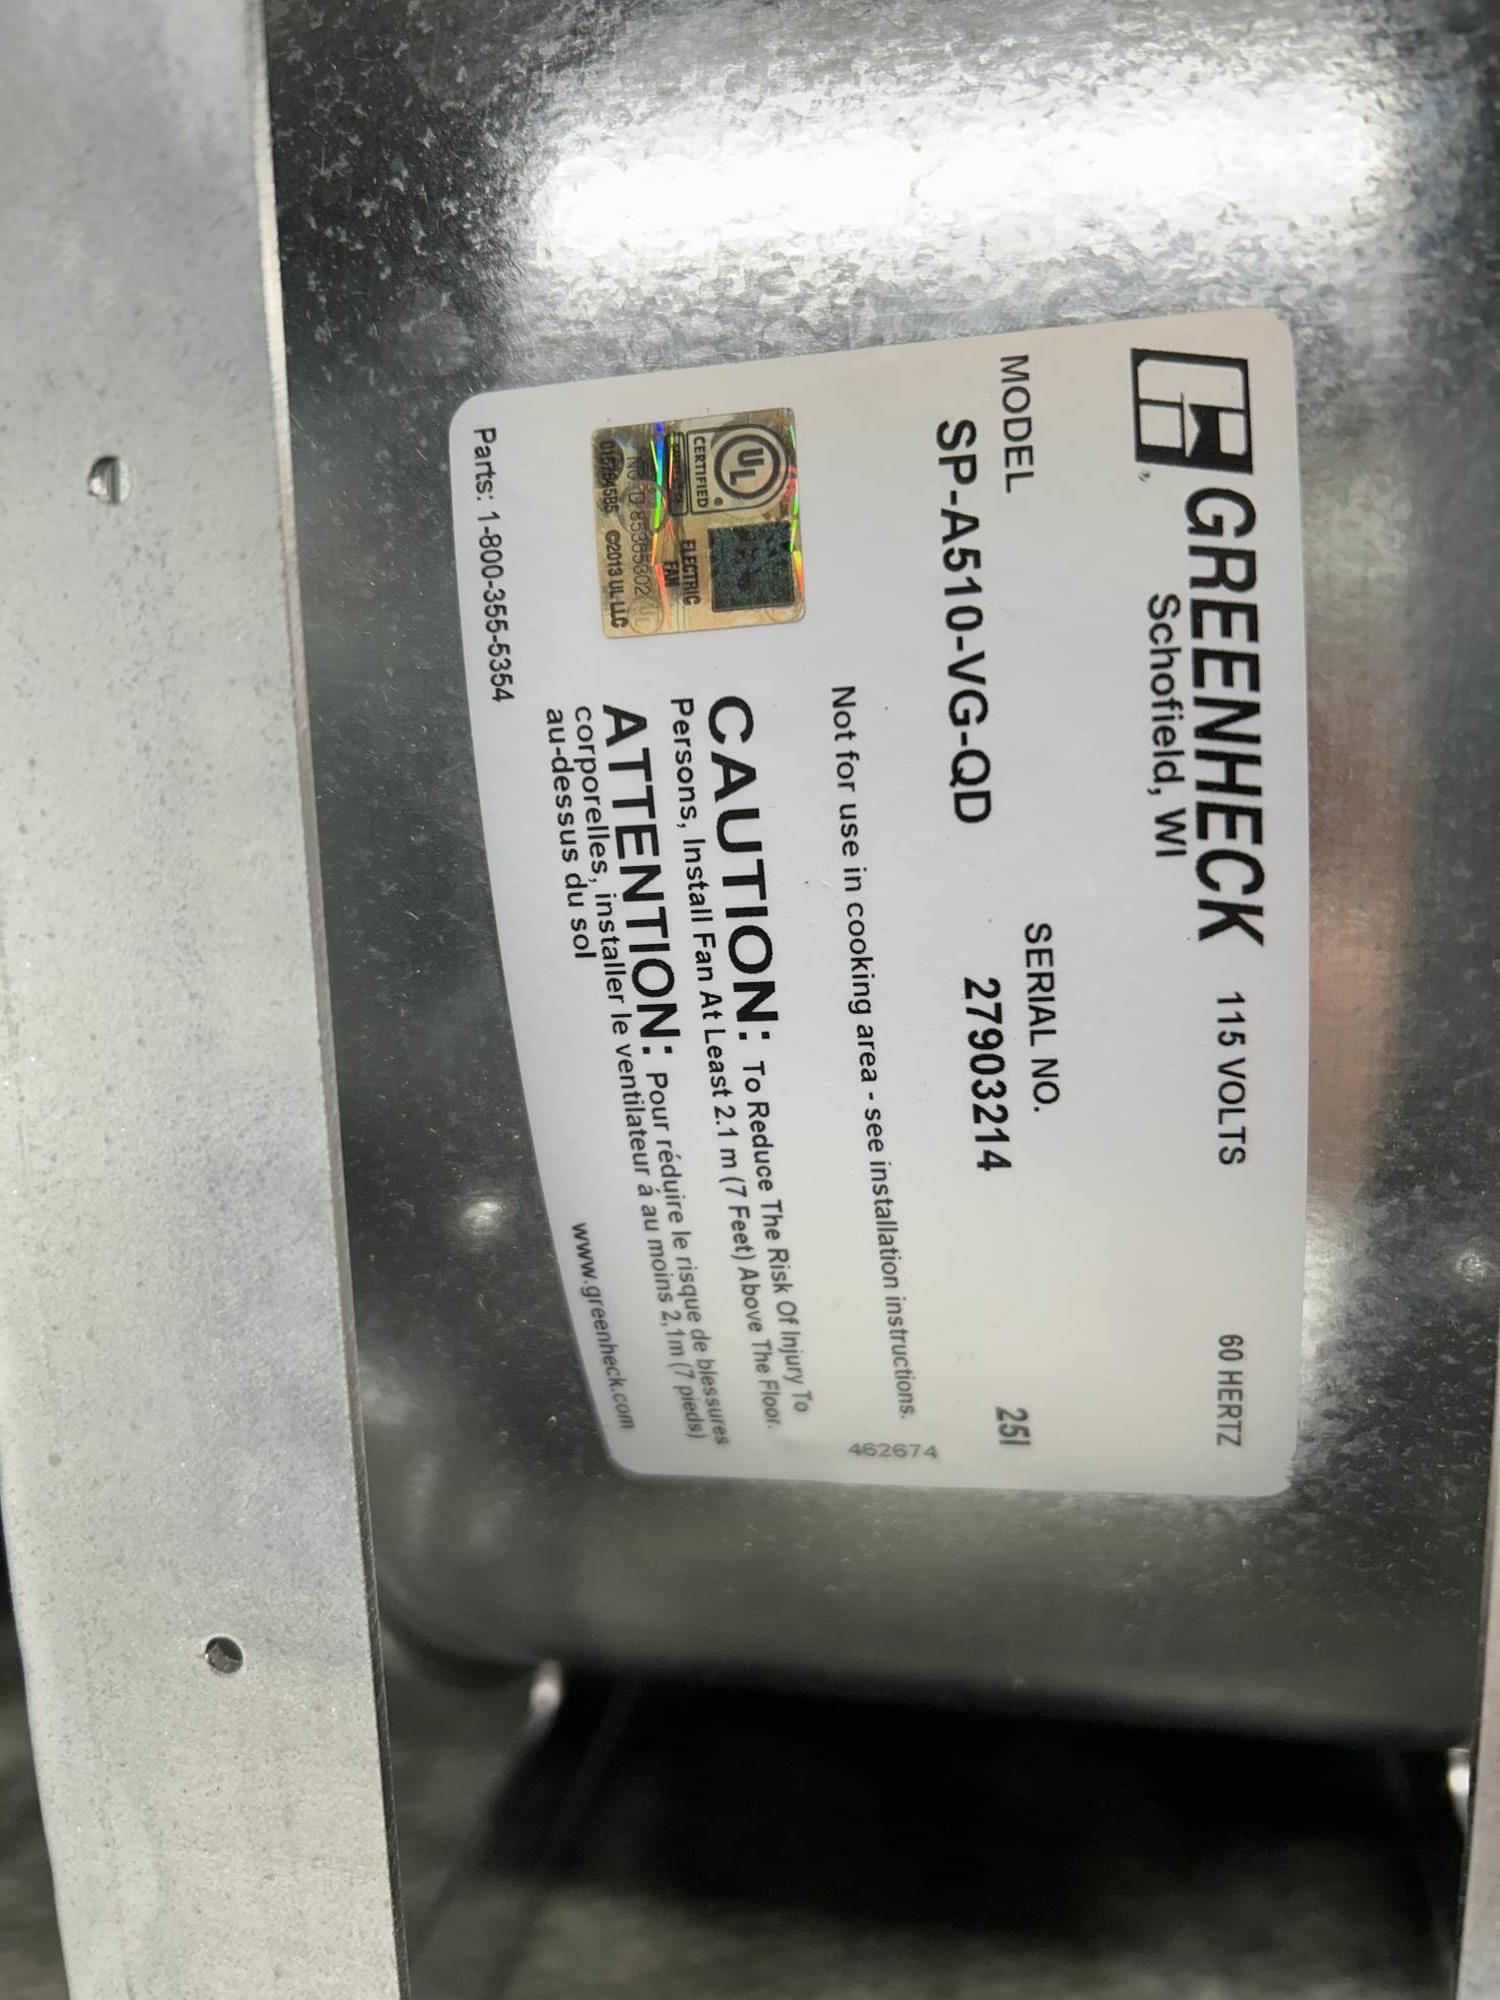 GREENHECK 115 VOLTS 60 HERTZ
Schofield, WI
MODEL SERIAL NO.
SP-A510-VG-QD 27903214 25I
Not for use in cooking area - see installation instructions.
462674
UL
CERTIFIED
ELECTRIC
FAN
©2013 UL LLC
CAUTION: To Reduce The Risk Of Injury To
Persons, Install Fan At Least 2.1 m (7 Feet) Above The Floor.
ATTENTION: Pour réduire le risque de blessures
corporelles, installer le ventilateur á au moins 2,1m (7 pieds)
au-dessus du sol
Parts: 1-800-355-5354 www.greenheck.com